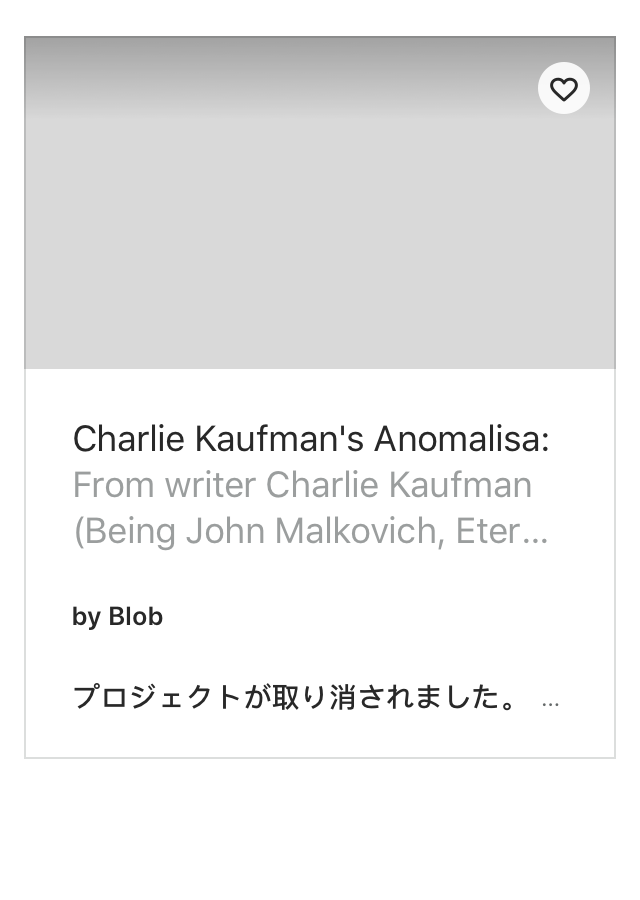 Charlie Kaufman's Anomalisa:
From writer Charlie Kaufman
(Being John Malkovich, Eter…
by Blob
プロジェクトが取り消されました。 …